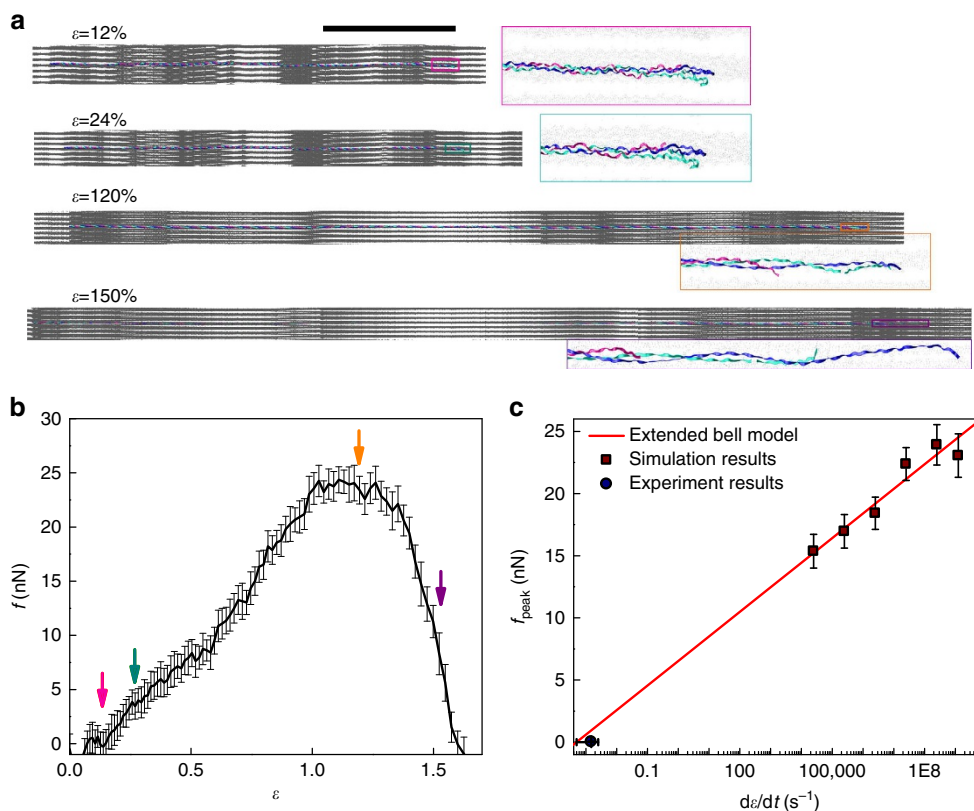 a
ε=12%
ε=24%
ε=120%
ε=150%
b
30
25
20
15
10
5
0
f (nN)
0.0
0.5
1.0
1.5
ε
c
25
20
15
10
5
0
f_peak (nN)
Extended bell model
Simulation results
Experiment results
0.1
100
100,000
1E8
dε/dt (s⁻¹)